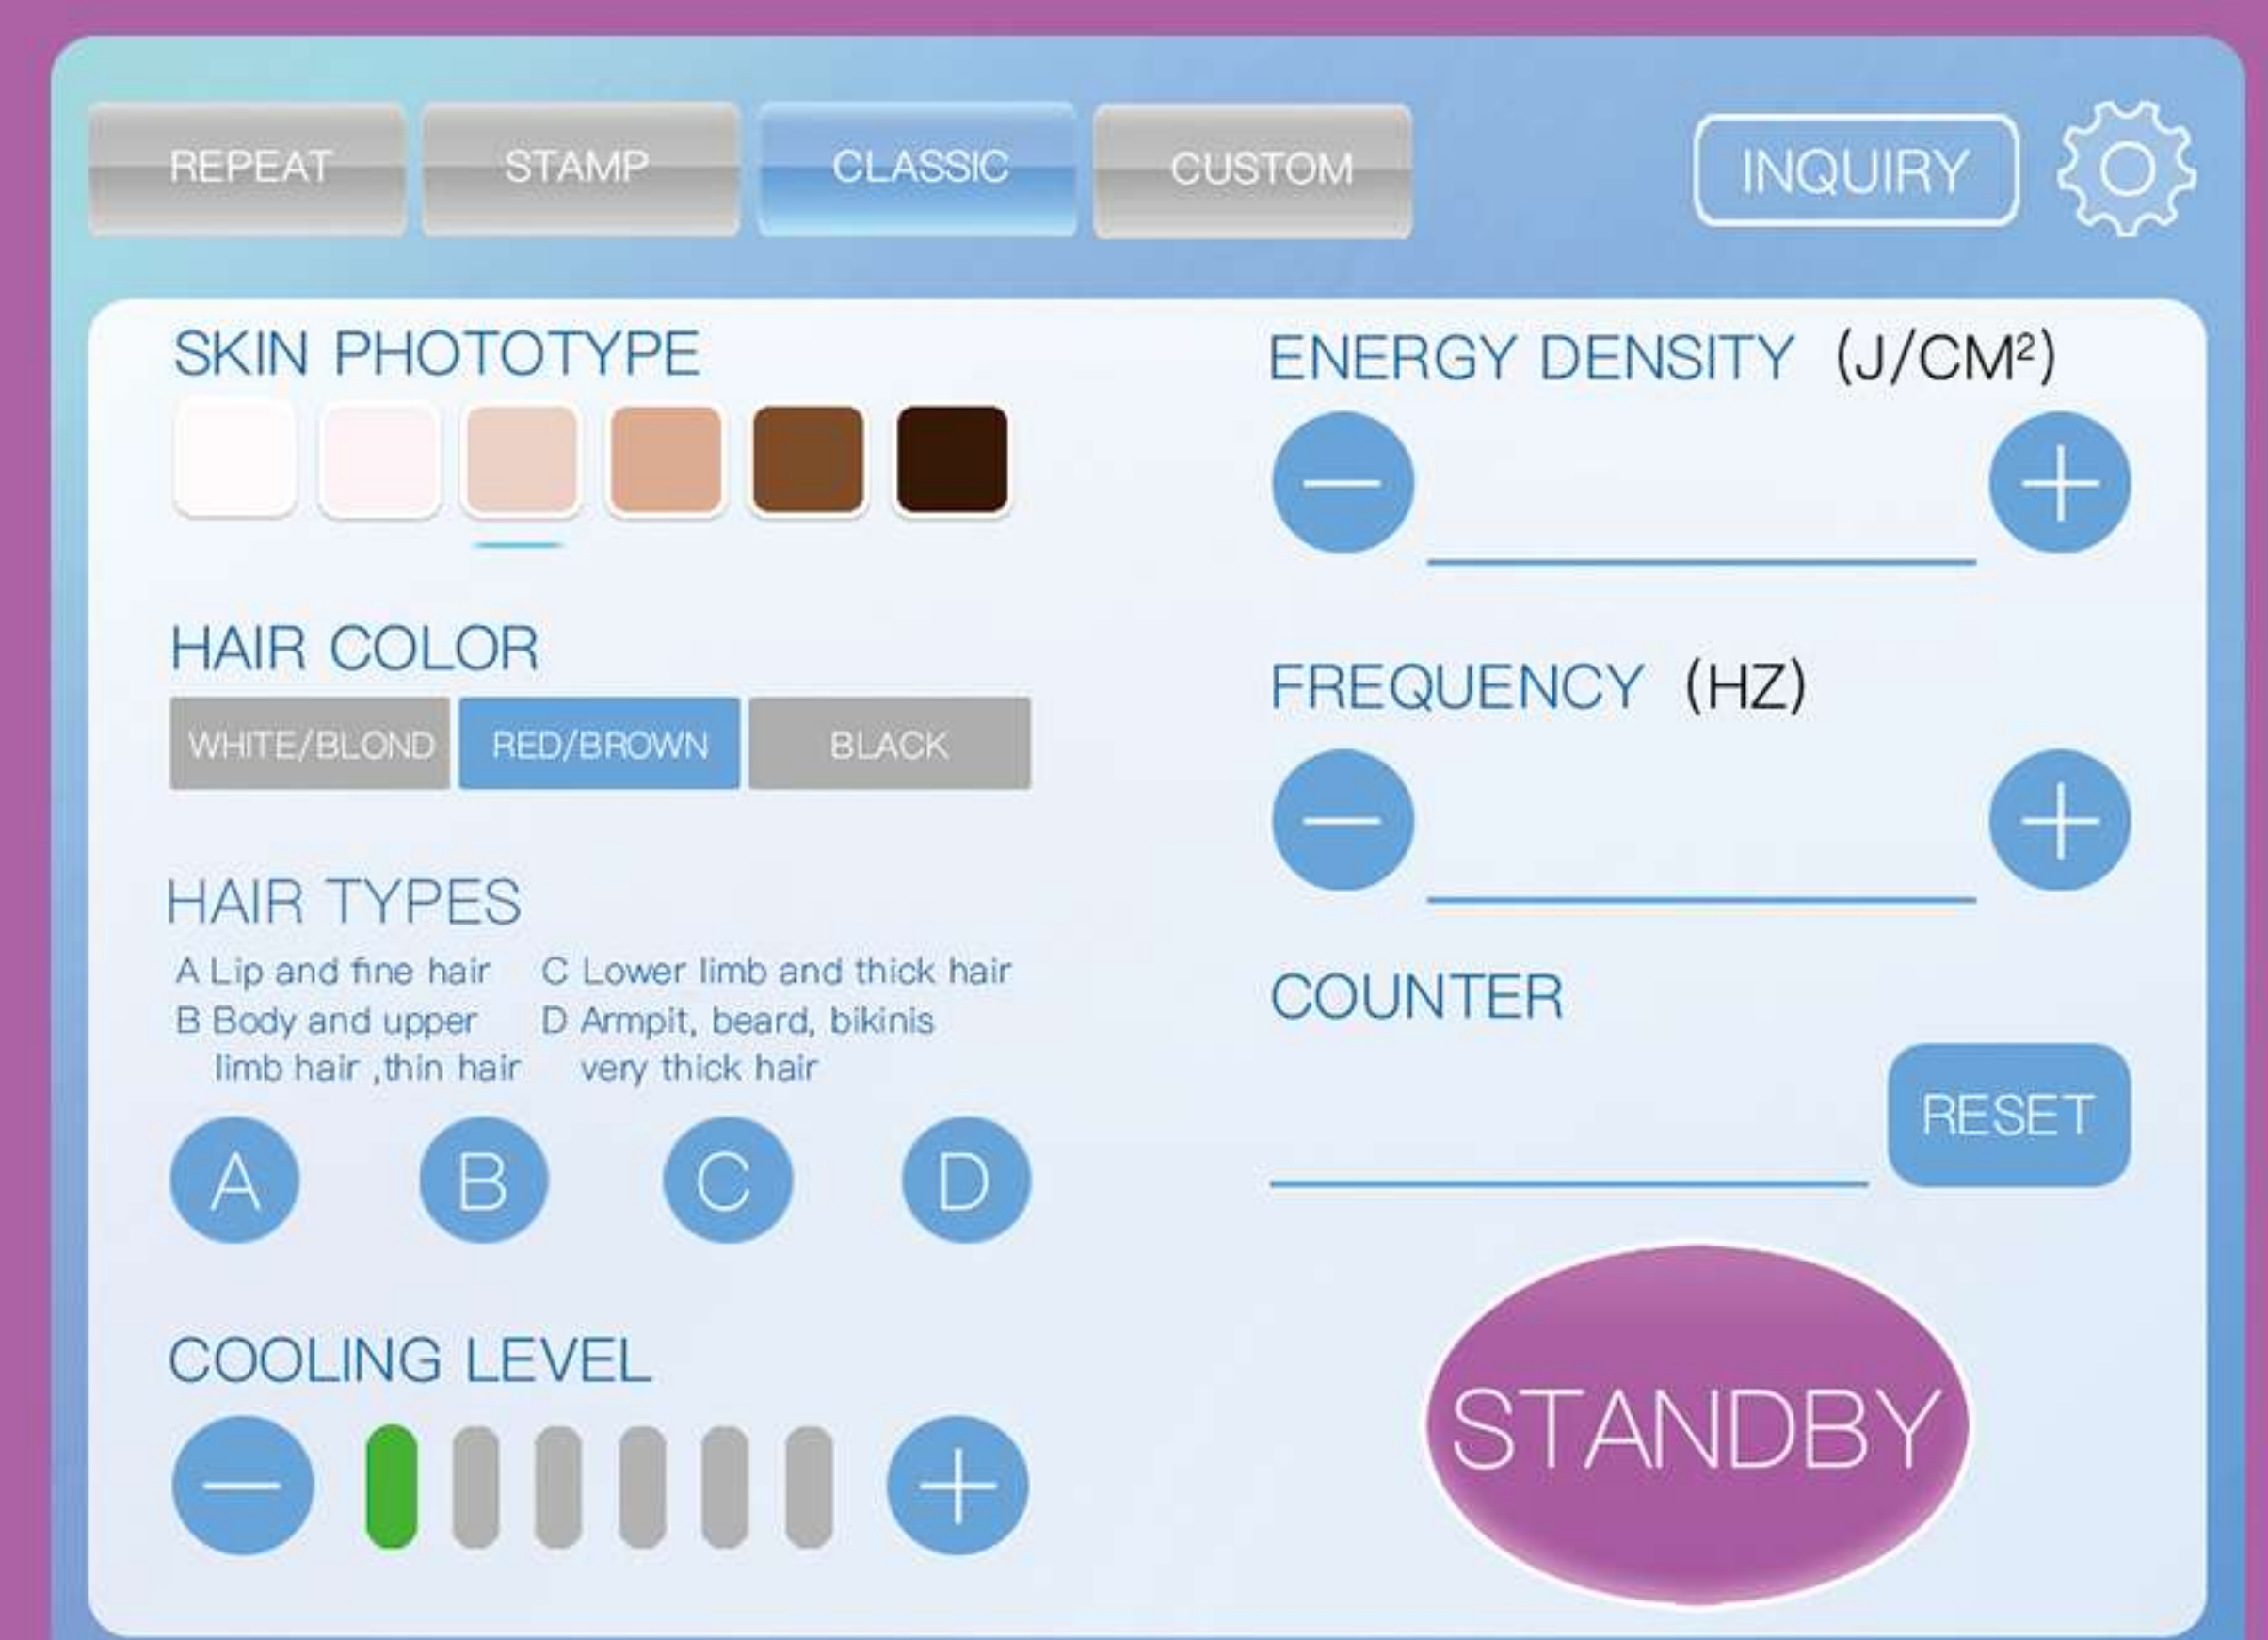 REPEAT STAMP CLASSIC CUSTOM INQUIRY
SKIN PHOTOTYPE
HAIR COLOR
WHITE/BLOND RED/BROWN BLACK
HAIR TYPES
A Lip and fine hair C Lower limb and thick hair
B Body and upper D Armpit, beard, bikinis
limb hair ,thin hair very thick hair
A B C D
COOLING LEVEL
ENERGY DENSITY (J/CM²)
FREQUENCY (HZ)
COUNTER
RESET
STANDBY